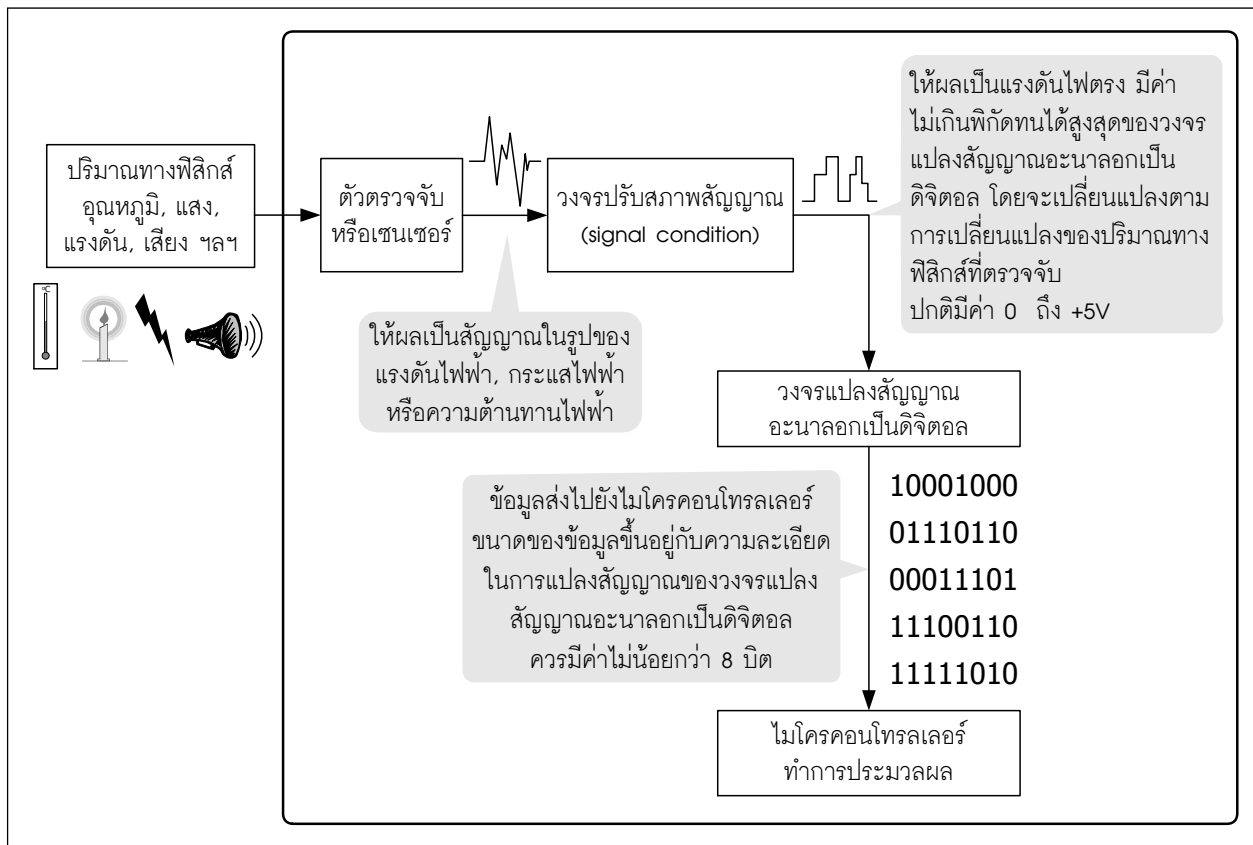 ปริมาณทางฟิสิกส์
อุณหภูมิ, แสง,
แรงดัน, เสียง ฯลฯ
°C
ตัวตรวจจับ
หรือเซนเซอร์
วงจรปรับสภาพสัญญาณ
(signal condition)
ให้ผลเป็นแรงดันไฟตรง มีค่า
ไม่เกินพิกัดทนได้สูงสุดของวงจร
แปลงสัญญาณอะนาลอกเป็น
ดิจิตอล โดยจะเปลี่ยนแปลงตาม
การเปลี่ยนแปลงของปริมาณทาง
ฟิสิกส์ที่ตรวจจับ
ปกติมีค่า 0 ถึง +5V
ให้ผลเป็นสัญญาณในรูปของ
แรงดันไฟฟ้า, กระแสไฟฟ้า
หรือความต้านทานไฟฟ้า
วงจรแปลงสัญญาณ
อะนาลอกเป็นดิจิตอล
ข้อมูลส่งไปยังไมโครคอนโทรลเลอร์
ขนาดของข้อมูลขึ้นอยู่กับความละเอียด
ในการแปลงสัญญาณของวงจรแปลง
สัญญาณอะนาลอกเป็นดิจิตอล
ควรมีค่าไม่น้อยกว่า 8 บิต
10001000
01110110
00011101
11100110
11111010
ไมโครคอนโทรลเลอร์
ทำการประมวลผล